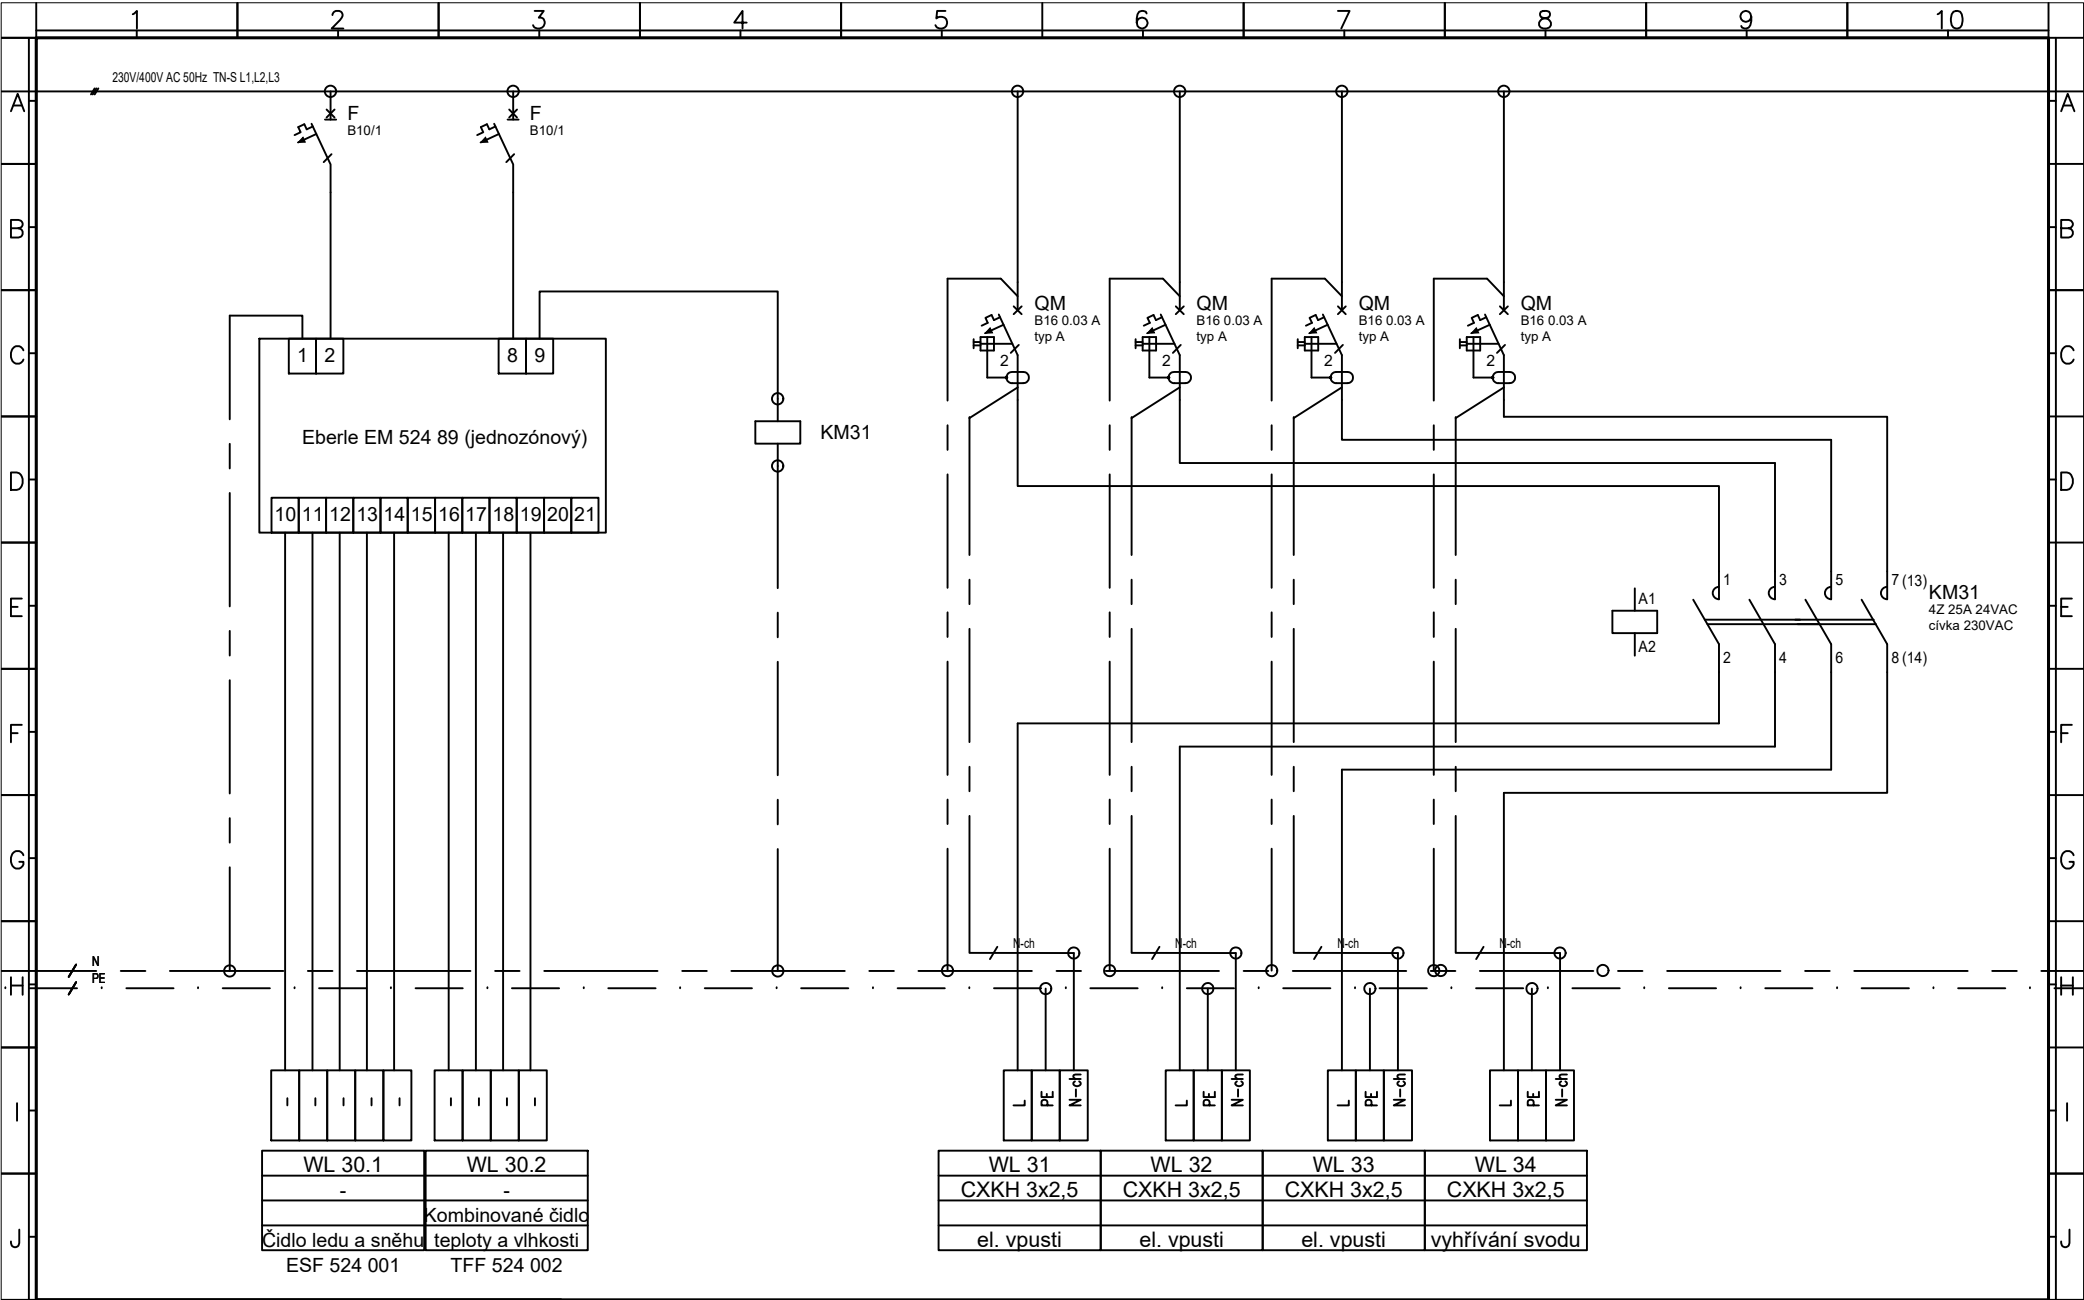 1 2 3 4 5 6 7 8 9 10
230V/400V AC 50Hz TN-S L1,L2,L3
A A
F F
B10/1 B10/1
B B
QM QM QM QM
B16 0.03 A B16 0.03 A B16 0.03 A B16 0.03 A
typ A typ A typ A typ A
C C
1 2 8 9
2 2 2 2
Eberle EM 524 89 (jednozónový)
KM31
D D
10 11 12 13 14 15 16 17 18 19 20 21
1 3 5 7 (13)
KM31
E E
A1
4Z 25A 24VAC
cívka 230VAC
A2
2 4 6 8 (14)
F F
G G
N-ch N-ch N-ch N-ch
N
PE
H H
- - - - - - - - -
L PE N-ch L PE N-ch L PE N-ch L PE N-ch
I I
WL 30.1 WL 30.2 WL 31 WL 32 WL 33 WL 34
- - CXKH 3x2,5 CXKH 3x2,5 CXKH 3x2,5 CXKH 3x2,5
Kombinované čidlo
J J
Čidlo ledu a sněhu teploty a vlhkosti el. vpusti el. vpusti el. vpusti vyhřívání svodu
ESF 524 001 TFF 524 002